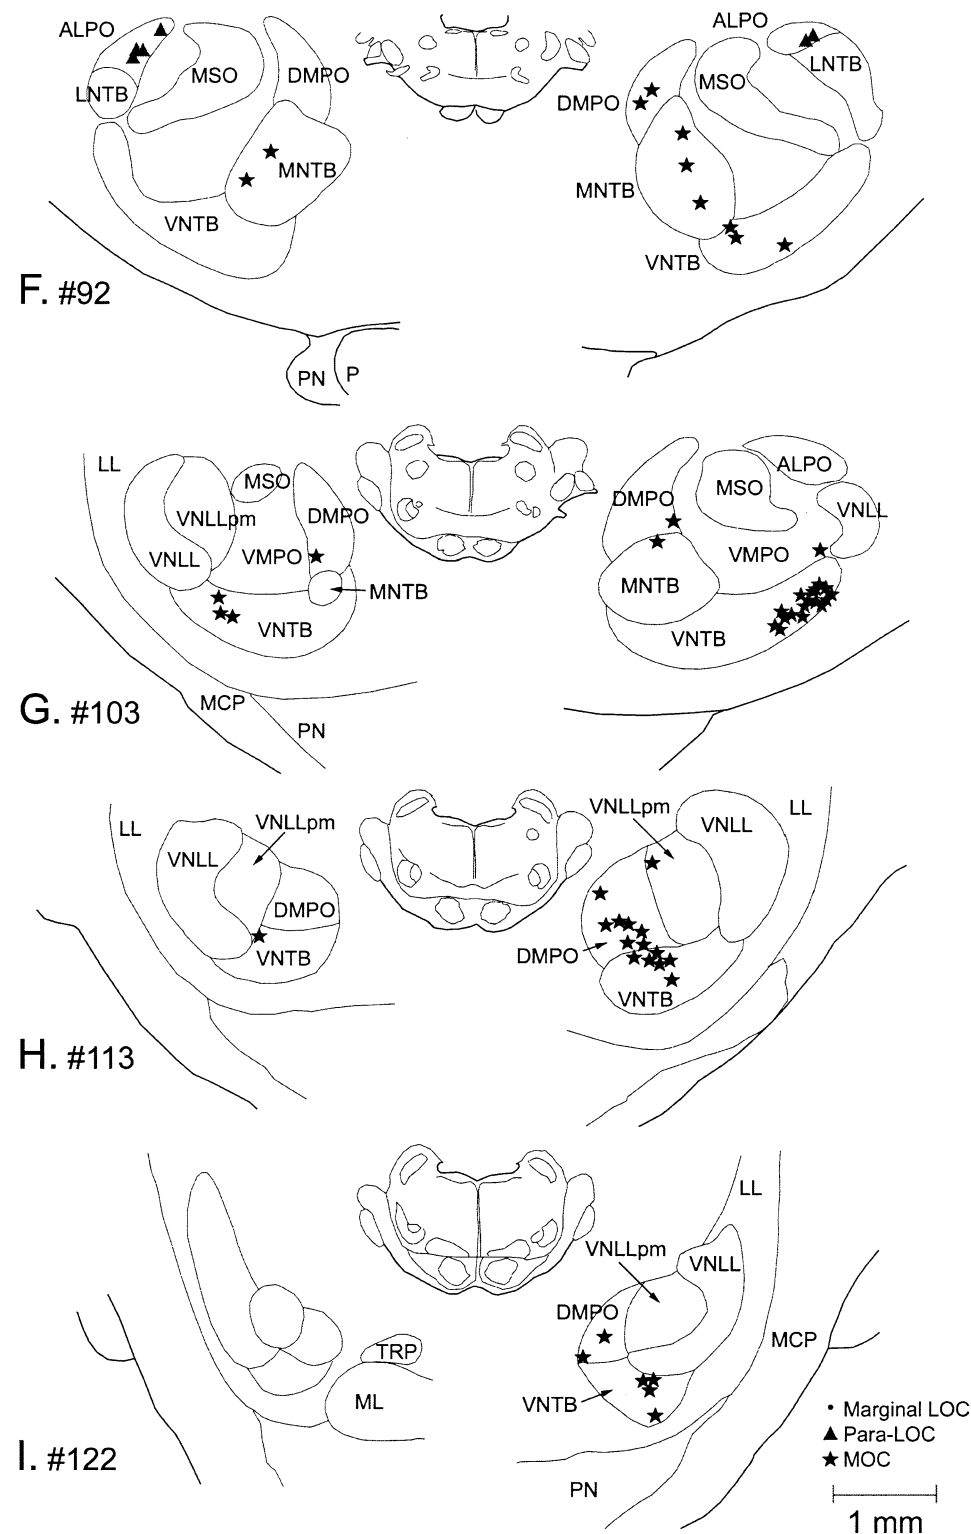 ALPO
LNTB
MSO
DMPO
MNTB
VNTB
ALPO
LNTB
MSO
DMPO
MNTB
VNTB
F. #92
PN
P
LL
MSO
VNLLpm
DMPO
VNLL
VMPO
MNTB
VNTB
ALPO
MSO
DMPO
VNLL
VMPO
MNTB
VNTB
G. #103
MCP
PN
LL
VNLLpm
VNLL
DMPO
VNTB
VNLLpm
VNLL
LL
DMPO
VNTB
H. #113
LL
VNLLpm
VNLL
DMPO
MCP
TRP
ML
VNTB
I. #122
PN
Marginal LOC
Para-LOC
MOC
1 mm